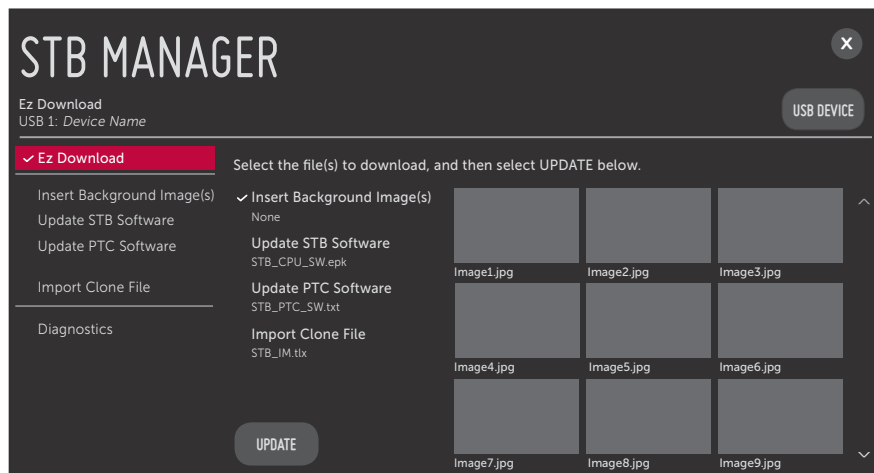 STB MANAGER
X
Ez Download
USB 1: Device Name
USB DEVICE
Ez Download
Insert Background Image(s)
Update STB Software
Update PTC Software
Import Clone File
Diagnostics
Select the file(s) to download, and then select UPDATE below.
Insert Background Image(s)
None
Update STB Software
STB_CPU_SW.epk
Update PTC Software
STB_PTC_SW.txt
Import Clone File
STB_IM.tlx
UPDATE
Image1.jpg
Image2.jpg
Image3.jpg
Image4.jpg
Image5.jpg
Image6.jpg
Image7.jpg
Image8.jpg
Image9.jpg